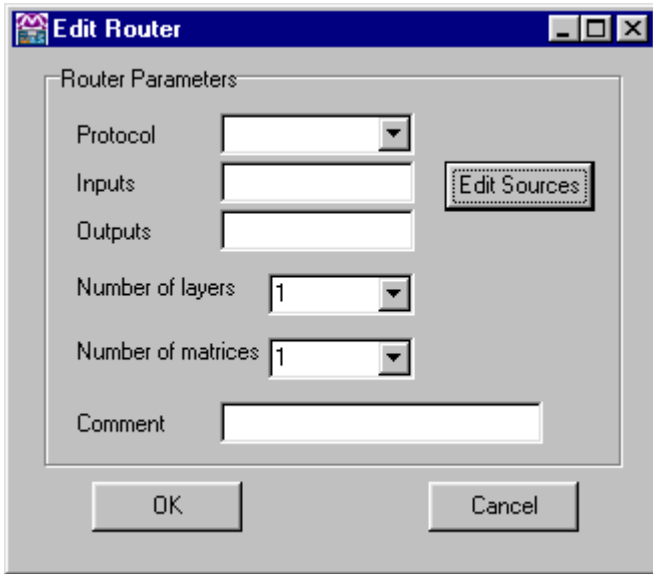 Edit Router
Router Parameters
Protocol
Inputs
Edit Sources
Outputs
Number of layers 1
Number of matrices 1
Comment
OK Cancel